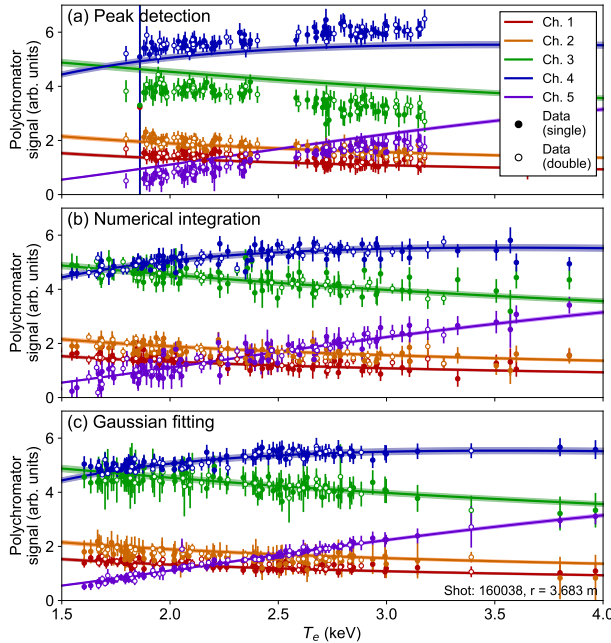 (a) Peak detection
Ch. 1
Ch. 2
Ch. 3
Ch. 4
Ch. 5
Data
(single)
Data
(double)
Polychromator
signal (arb. units)
6
4
2
0
(b) Numerical integration
Polychromator
signal (arb. units)
6
4
2
0
(c) Gaussian fitting
Polychromator
signal (arb. units)
6
4
2
0
Shot: 160038, r = 3.683 m
1.5
2.0
2.5
3.0
3.5
4.0
Te (keV)